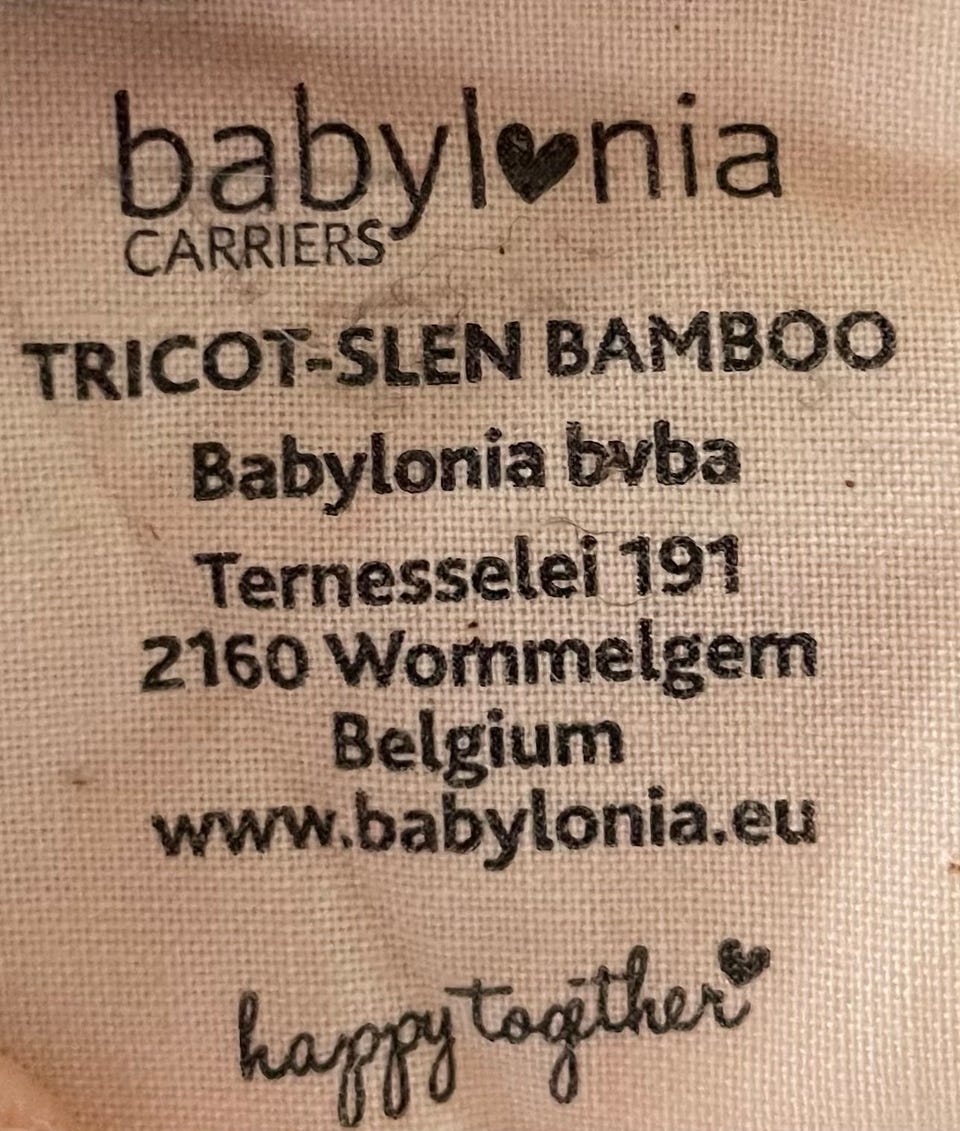 babylonia
CARRIERS
TRICOT-SLEN BAMBOO
Babylonia bvba
Ternesselei 191
2160 Wommelgem
Belgium
www.babylonia.eu
happy together